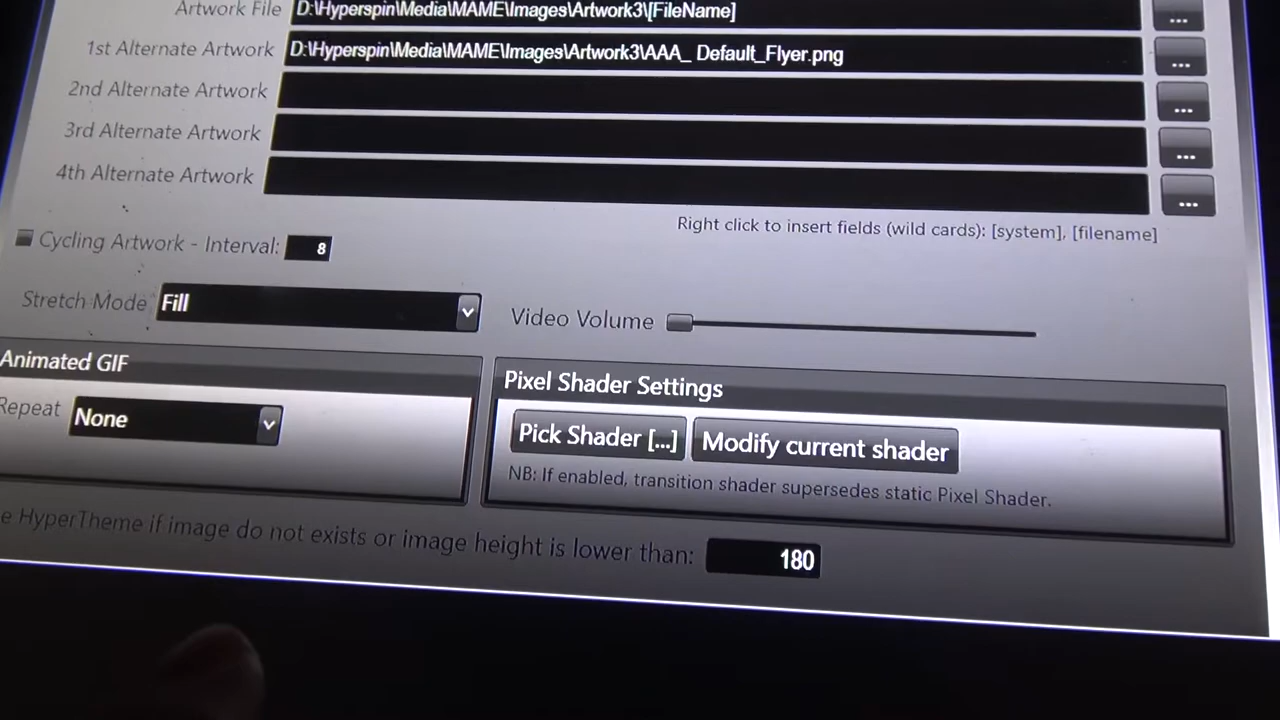 Artwork File D:\Hyperspin\Media\MAME\Images\Artwork3\[FileName] ...
1st Alternate Artwork D:\Hyperspin\Media\MAME\Images\Artwork3\AAA_ Default_Flyer.png ...
2nd Alternate Artwork ...
3rd Alternate Artwork ...
4th Alternate Artwork ...
Right click to insert fields (wild cards): [system], [filename]
Cycling Artwork - Interval: 8
Stretch Mode Fill Video Volume
Animated GIF
Repeat None
Pixel Shader Settings
Pick Shader [...] Modify current shader
NB: If enabled, transition shader supersedes static Pixel Shader.
e HyperTheme if image do not exists or image height is lower than: 180